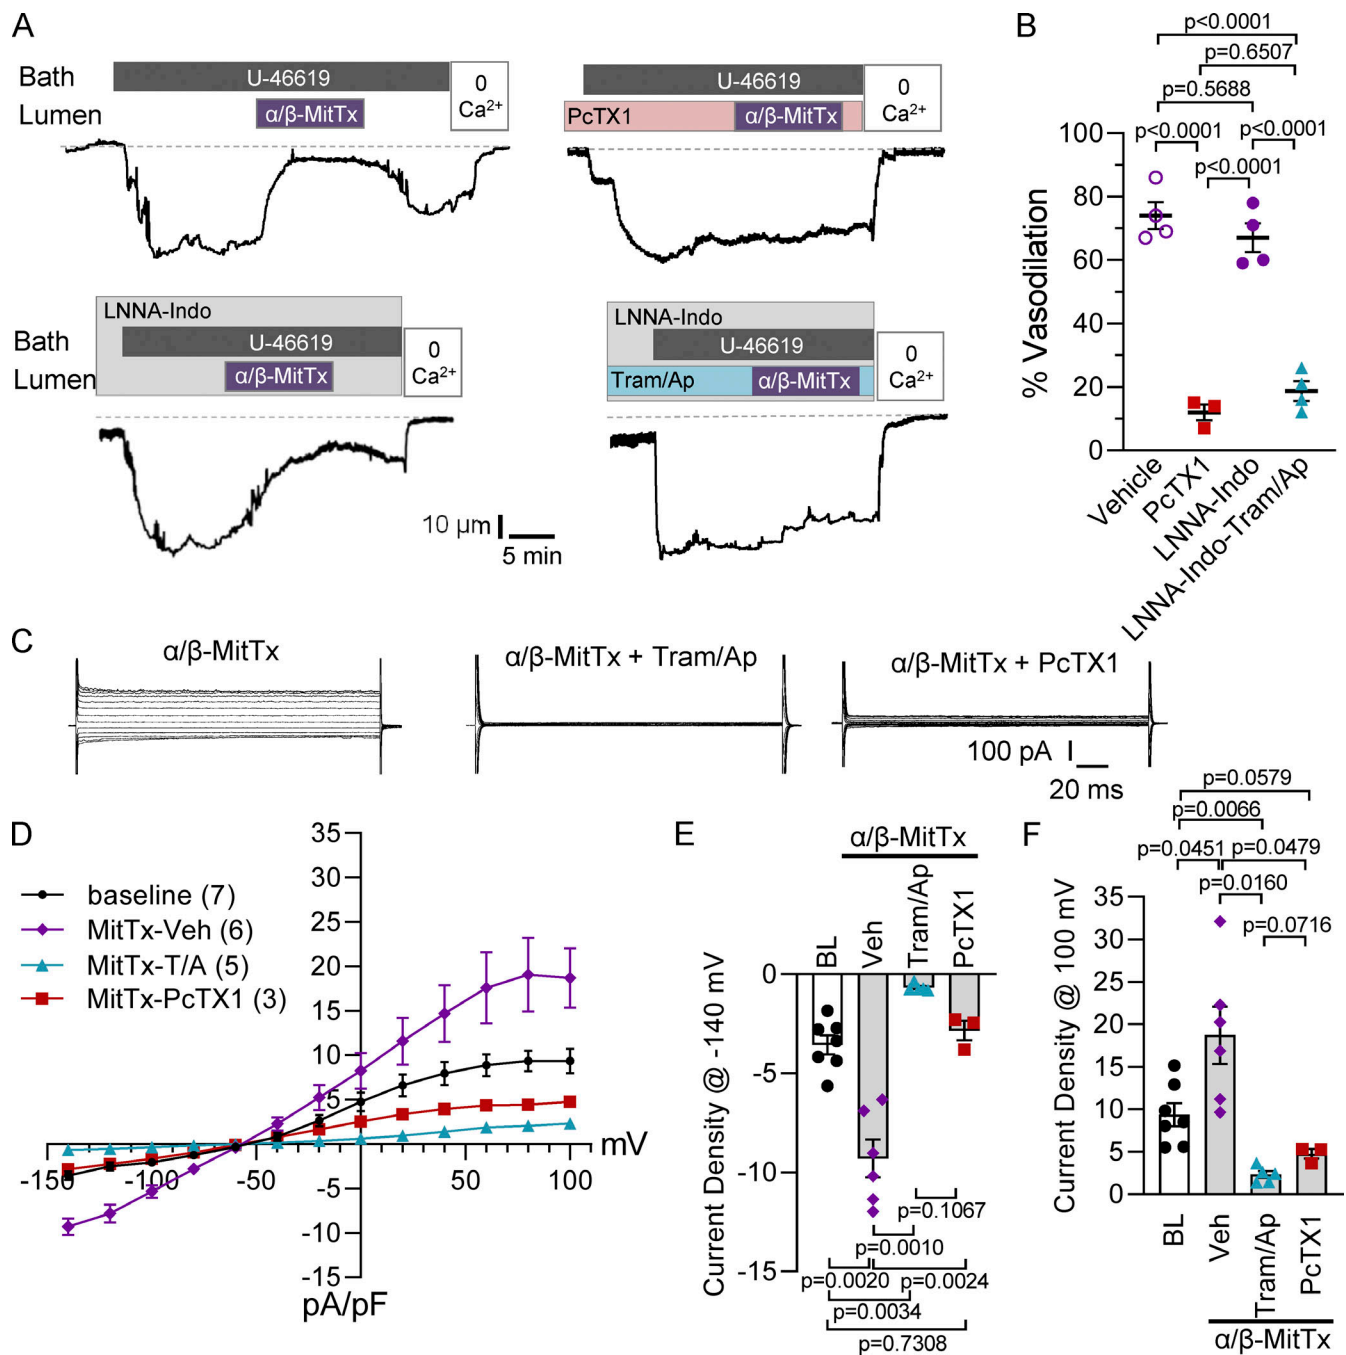 A
Bath
Lumen
U-46619
α/β-MitTx
0
Ca²⁺
PcTX1
U-46619
α/β-MitTx
0
Ca²⁺
LNNA-Indo
Bath
Lumen
U-46619
α/β-MitTx
0
Ca²⁺
LNNA-Indo
U-46619
Tram/Ap
α/β-MitTx
0
Ca²⁺
10 µm
5 min
B
p<0.0001
p=0.6507
p=0.5688
p<0.0001
p<0.0001
p<0.0001
% Vasodilation
100
80
60
40
20
0
Vehicle
PcTX1
LNNA-Indo
LNNA-Indo-Tram/Ap
C
α/β-MitTx
α/β-MitTx + Tram/Ap
α/β-MitTx + PcTX1
100 pA
20 ms
D
baseline (7)
MitTx-Veh (6)
MitTx-T/A (5)
MitTx-PcTX1 (3)
35
30
25
20
15
10
5
-5
-10
-15
-150
-100
-50
50
100
mV
pA/pF
E
α/β-MitTx
BL
Veh
Tram/Ap
PcTX1
Current Density @ -140 mV
0
-5
-10
-15
p=0.1067
p=0.0010
p=0.0020
p=0.0024
p=0.0034
p=0.7308
F
p=0.0579
p=0.0066
p=0.0451
p=0.0479
p=0.0160
p=0.0716
Current Density @ 100 mV
35
30
25
20
15
10
5
0
BL
Veh
Tram/Ap
PcTX1
α/β-MitTx